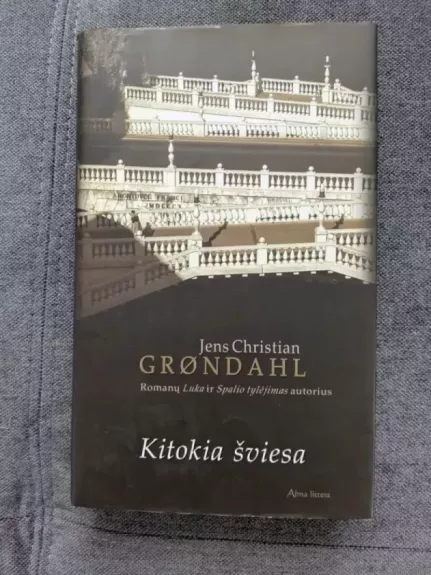 Jens Christian
GRØNDAHL
Romanų Luka ir Spalio tylėjimas autorius
Kitokia šviesa
Alma littera